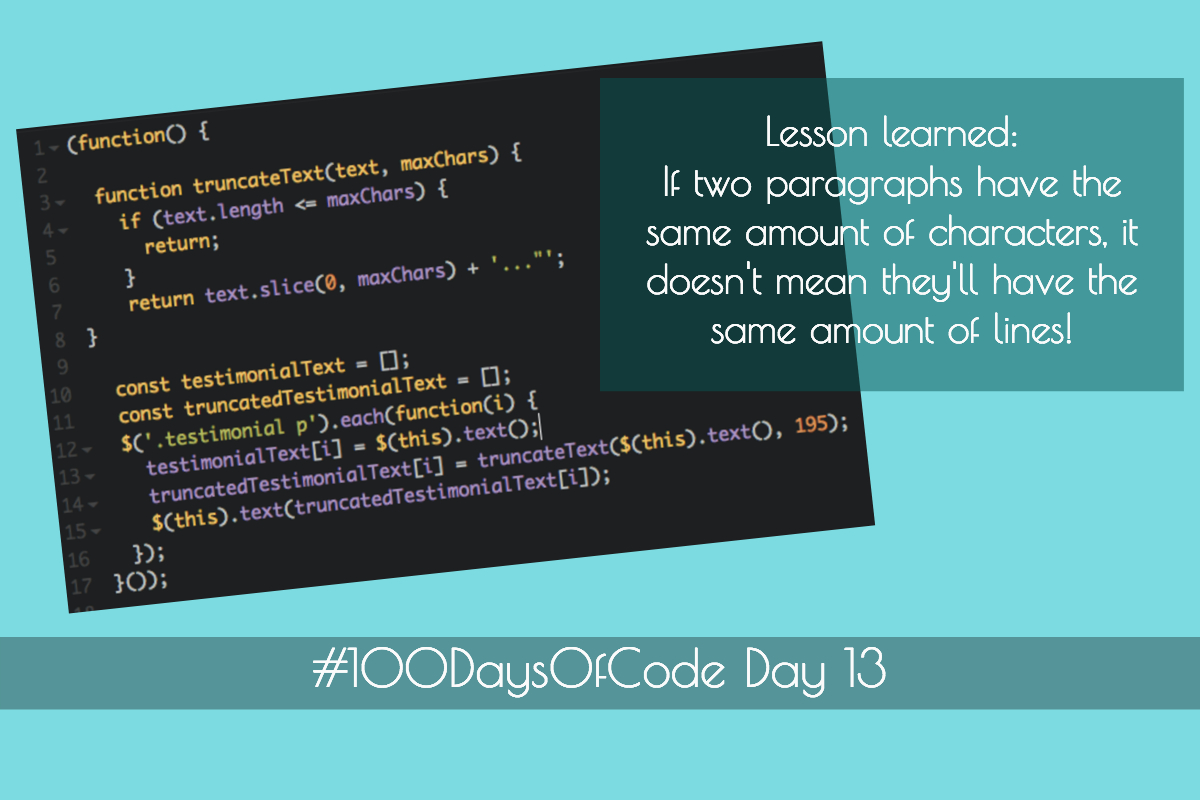 1 (function() {
2
3 function truncateText(text, maxChars) {
4 if (text.length <= maxChars) {
5 return;
6 }
7 return text.slice(0, maxChars) + '..."';
8 }
9
10 const testimonialText = [];
11 const truncatedTestimonialText = [];
12 $('.testimonial p').each(function(i) {
13 testimonialText[i] = $(this).text();
14 truncatedTestimonialText[i] = truncateText($(this).text(), 195);
15 $(this).text(truncatedTestimonialText[i]);
16 });
17 }());
18
Lesson learned:
If two paragraphs have the
same amount of characters, it
doesn't mean they'll have the
same amount of lines!
#100DaysOfCode Day 13